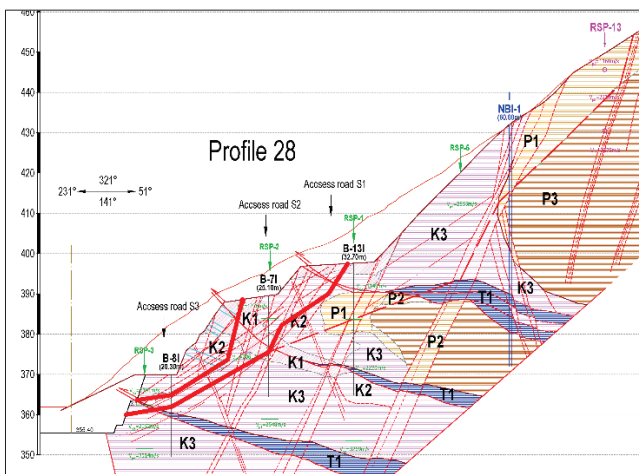 RSP-13
460
450
NBI-1
(60.00m)
440
P1
430
Profile 28
RSP-6
420
P3
321°
Accsess road S1
231°
51°
141°
Accsess road S2
410
K3
RSP-2
RSP-1
400
B-13I
(32.70m)
B-7I
Accsess road S3
390
P2
T1
K3
K1
P1
RSP-3
B-8I
(20.30m)
380
K2
K2
P2
K1
K3
370
K3
K2
T1
360
356.40
K3
350
T1